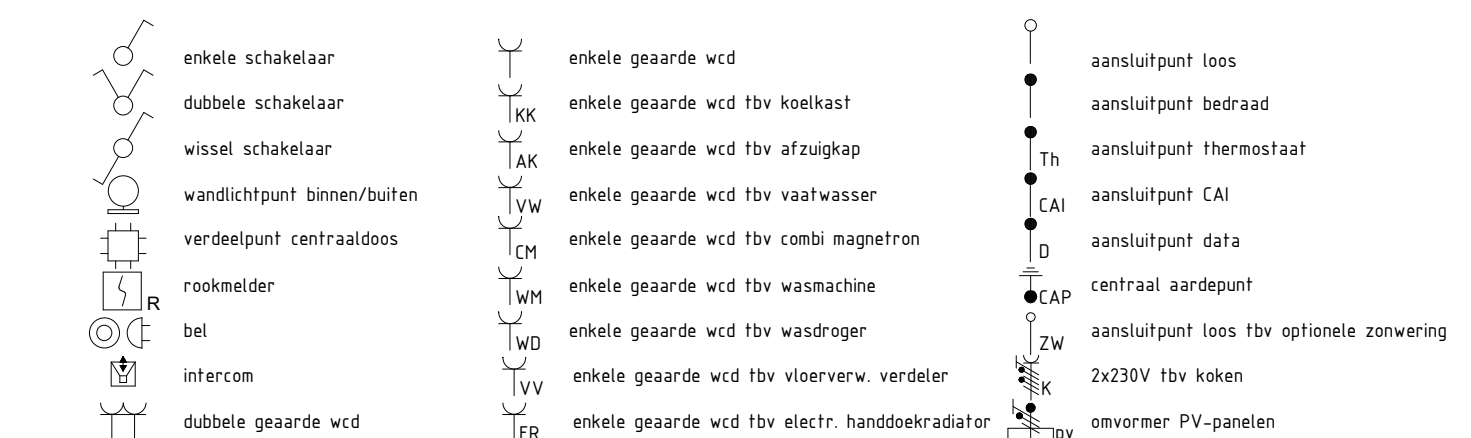 enkele schakelaar
dubbele schakelaar
wissel schakelaar
wandlichtpunt binnen/buiten
verdeelpunt centraaldoos
R rookmelder
bel
intercom
dubbele geaarde wcd
enkele geaarde wcd
KK enkele geaarde wcd tbv koelkast
AK enkele geaarde wcd tbv afzuigkap
VW enkele geaarde wcd tbv vaatwasser
CM enkele geaarde wcd tbv combi magnetron
WM enkele geaarde wcd tbv wasmachine
WD enkele geaarde wcd tbv wasdroger
VV enkele geaarde wcd tbv vloerverw. verdeler
ER enkele geaarde wcd tbv electr. handdoekradiator
aansluitpunt loos
aansluitpunt bedraad
Th aansluitpunt thermostaat
CAI aansluitpunt CAI
D aansluitpunt data
CAP centraal aardepunt
ZW aansluitpunt loos tbv optionele zonwering
K 2x230V tbv koken
PV omvormer PV-panelen